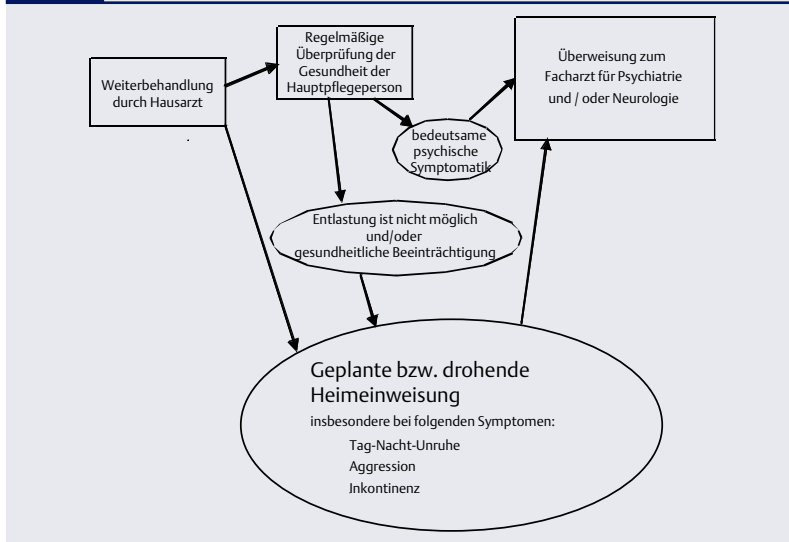 Weiterbehandlung
durch Hausarzt
Regelmäßige
Überprüfung der
Gesundheit der
Hauptpflegeperson
Überweisung zum
Facharzt für Psychiatrie
und / oder Neurologie
bedeutsame
psychische
Symptomatik
Entlastung ist nicht möglich
und/oder
gesundheitliche Beeinträchtigung
Geplante bzw. drohende
Heimeinweisung
insbesondere bei folgenden Symptomen:
Tag-Nacht-Unruhe
Aggression
Inkontinenz